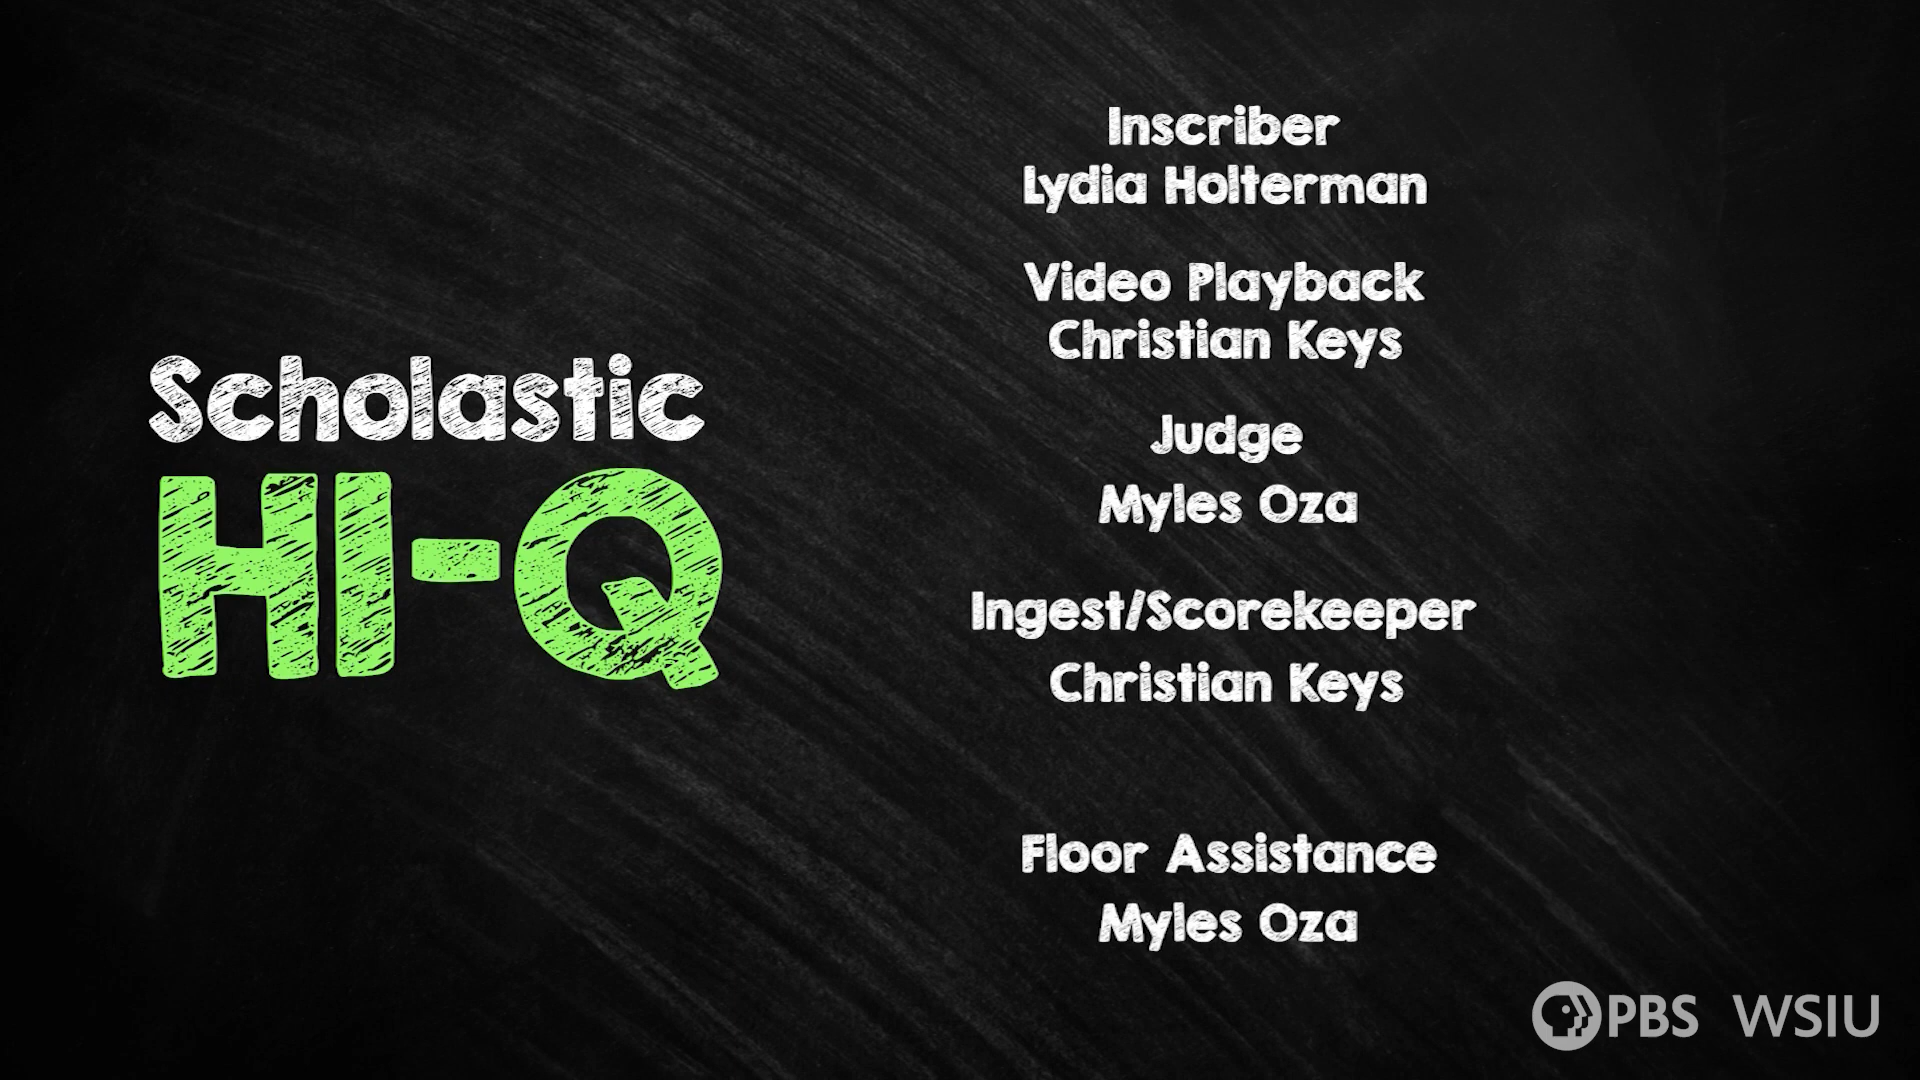 Scholastic
HI-Q
Inscriber
Lydia Holterman
Video Playback
Christian Keys
Judge
Myles Oza
Ingest/Scorekeeper
Christian Keys
Floor Assistance
Myles Oza
PBS WSIU